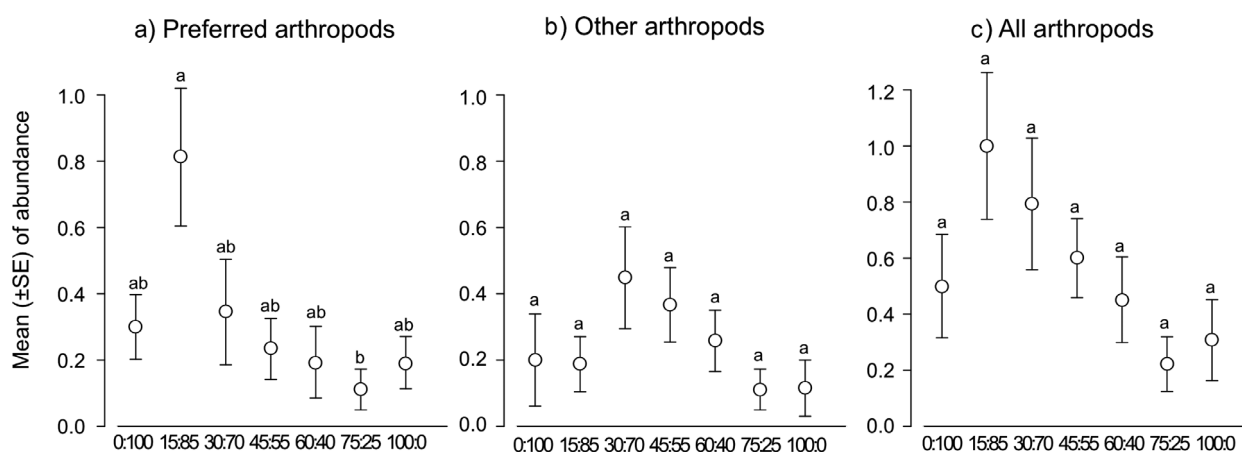 a) Preferred arthropods
b) Other arthropods
c) All arthropods
Mean (±SE) of abundance
1.0
0.8
0.6
0.4
0.2
0.0
ab
a
ab
ab
ab
b
ab
0:100 15:85 30:70 45:55 60:40 75:25 100:0
1.0
0.8
0.6
0.4
0.2
0.0
a
a
a
a
a
a
a
0:100 15:85 30:70 45:55 60:40 75:25 100:0
1.2
1.0
0.8
0.6
0.4
0.2
0.0
a
a
a
a
a
a
a
0:100 15:85 30:70 45:55 60:40 75:25 100:0